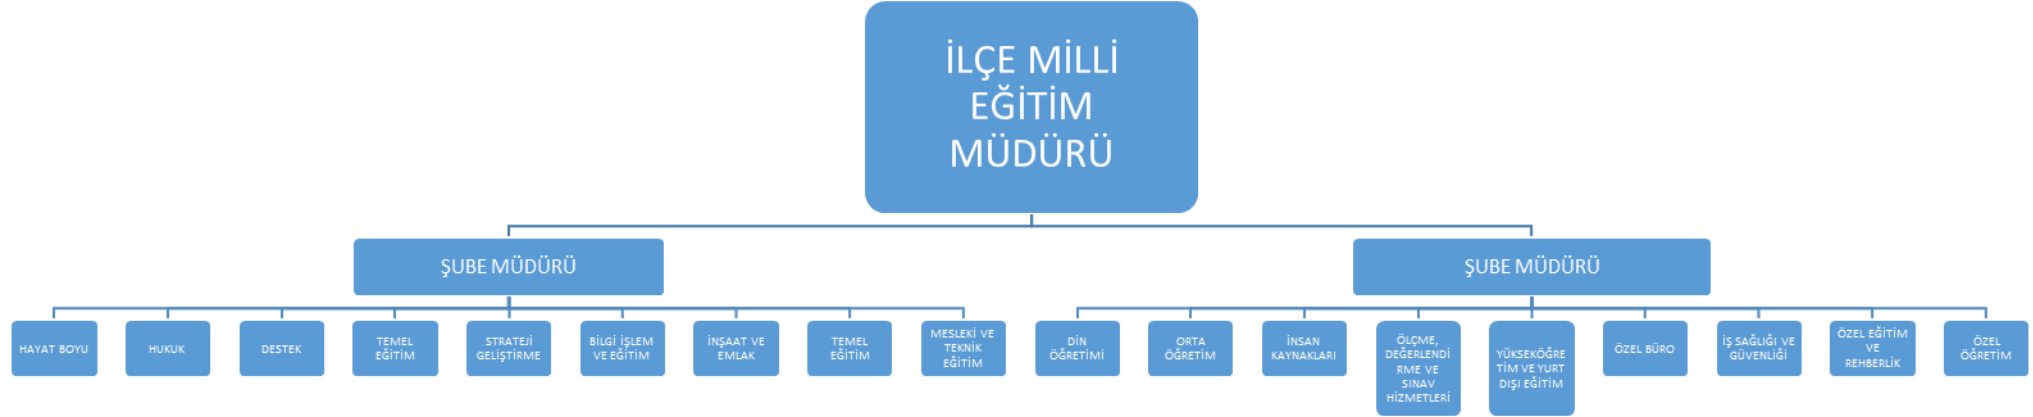 İLÇE MİLLİ
EĞİTİM
MÜDÜRÜ
ŞUBE MÜDÜRÜ
ŞUBE MÜDÜRÜ
HAYAT BOYU
HUKUK
DESTEK
TEMEL
EĞİTİM
STRATEJİ
GELİŞTİRME
BİLGİ İŞLEM
VE EĞİTİM
İNŞAAT VE
EMLAK
TEMEL
EĞİTİM
MESLEKİ VE
TEKNİK
EĞİTİM
DİN
ÖĞRETİMİ
ORTA
ÖĞRETİM
İNSAN
KAYNAKLARI
ÖLÇME,
DEĞERLENDİ
RME VE
SINAV
HİZMETLERİ
YÜKSEKÖĞRE
TİM VE YURT
DIŞI EĞİTİM
ÖZEL BÜRO
İŞ SAĞLIĞI VE
GÜVENLİĞİ
ÖZEL EĞİTİM
VE
REHBERLİK
ÖZEL
ÖĞRETİM